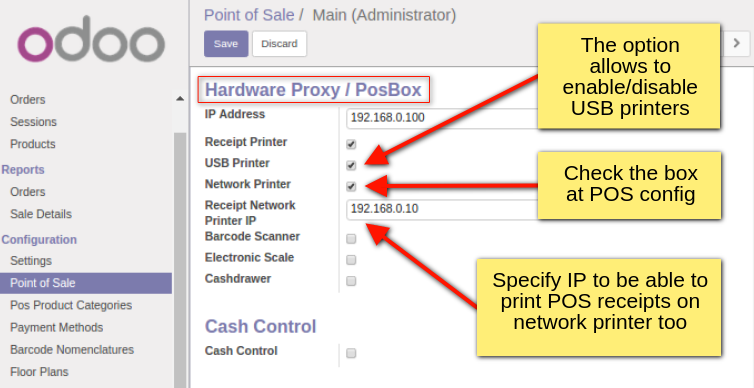 odoo
Orders
Sessions
Products
Reports
Orders
Sale Details
Configuration
Settings
Point of Sale
Pos Product Categories
Payment Methods
Barcode Nomenclatures
Floor Plans
Point of Sale / Main (Administrator)
Save Discard
Hardware Proxy / PosBox
IP Address 192.168.0.100
Receipt Printer
USB Printer
Network Printer
Receipt Network 192.168.0.10
Printer IP
Barcode Scanner
Electronic Scale
Cashdrawer
Cash Control
Cash Control
The option
allows to
enable/disable
USB printers
Check the box
at POS config
Specify IP to be able to
print POS receipts on
network printer too